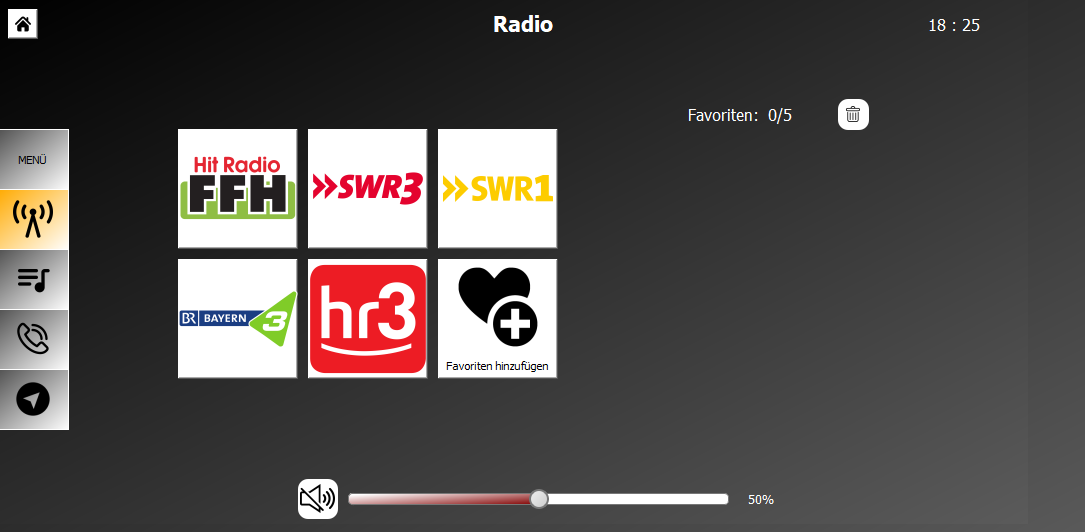 Radio
18 : 25
Favoriten: 0/5
MENÜ
Hit Radio
FFH
SWR3
SWR1
BR BAYERN 3
hr3
Favoriten hinzufügen
50%